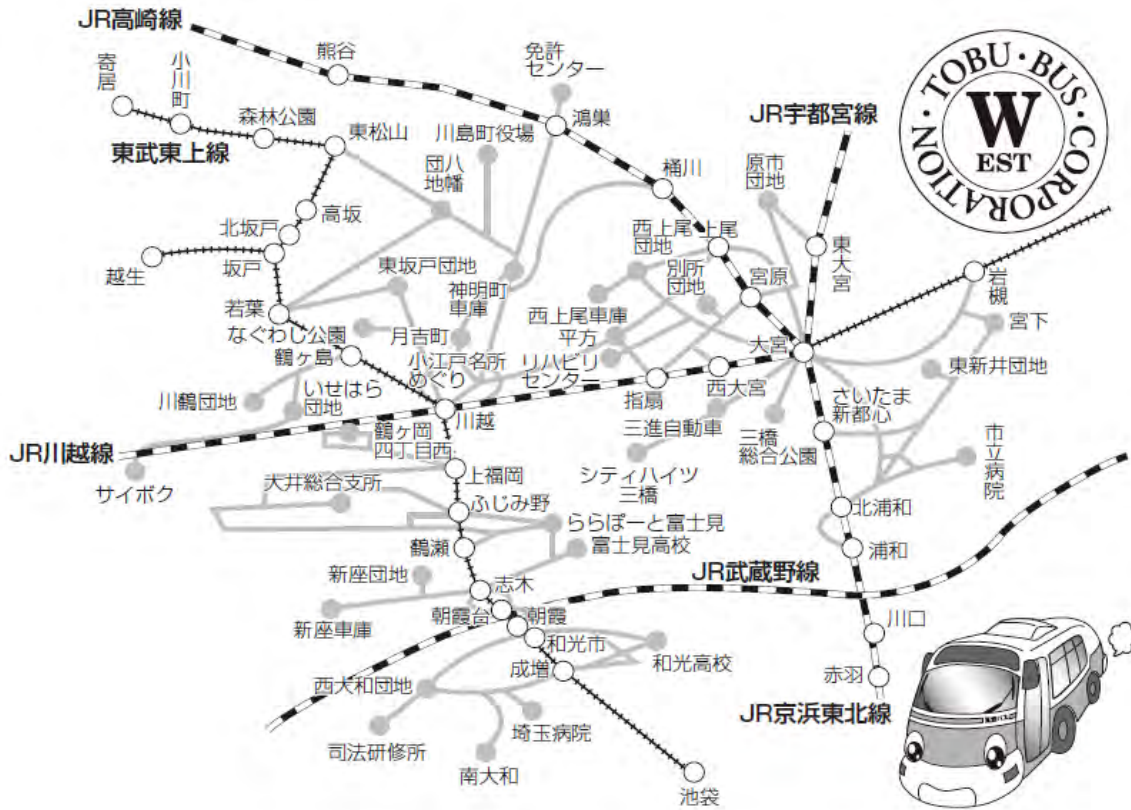 JR高崎線
熊谷
免許
センター
寄居
小川町
森林公園
東松山
川島町役場
鴻巣
JR宇都宮線
TOBU・BUS・CORPORATION・
W
EST
東武東上線
団八
地幡
桶川
原市
団地
高坂
北坂戸
坂戸
越生
西上尾
団地
上尾
東大宮
東坂戸団地
神明町
車庫
別所
団地
宮原
岩槻
若葉
なぐわし公園
月吉町
西上尾車庫
平方
大宮
宮下
鶴ヶ島
小江戸名所
めぐり
リハビリ
センター
東新井団地
川鶴団地
いせはら
団地
川越
指扇
西大宮
さいたま
新都心
JR川越線
鶴ヶ岡
四丁目西
三進自動車
三橋
総合公園
市立病院
サイボク
上福岡
シティハイツ
三橋
大井総合支所
ふじみ野
北浦和
ららぽーと富士見
鶴瀬
富士見高校
浦和
新座団地
志木
JR武蔵野線
新座車庫
朝霞台
朝霞
川口
和光市
和光高校
成増
西大和団地
赤羽
JR京浜東北線
司法研修所
埼玉病院
南大和
池袋